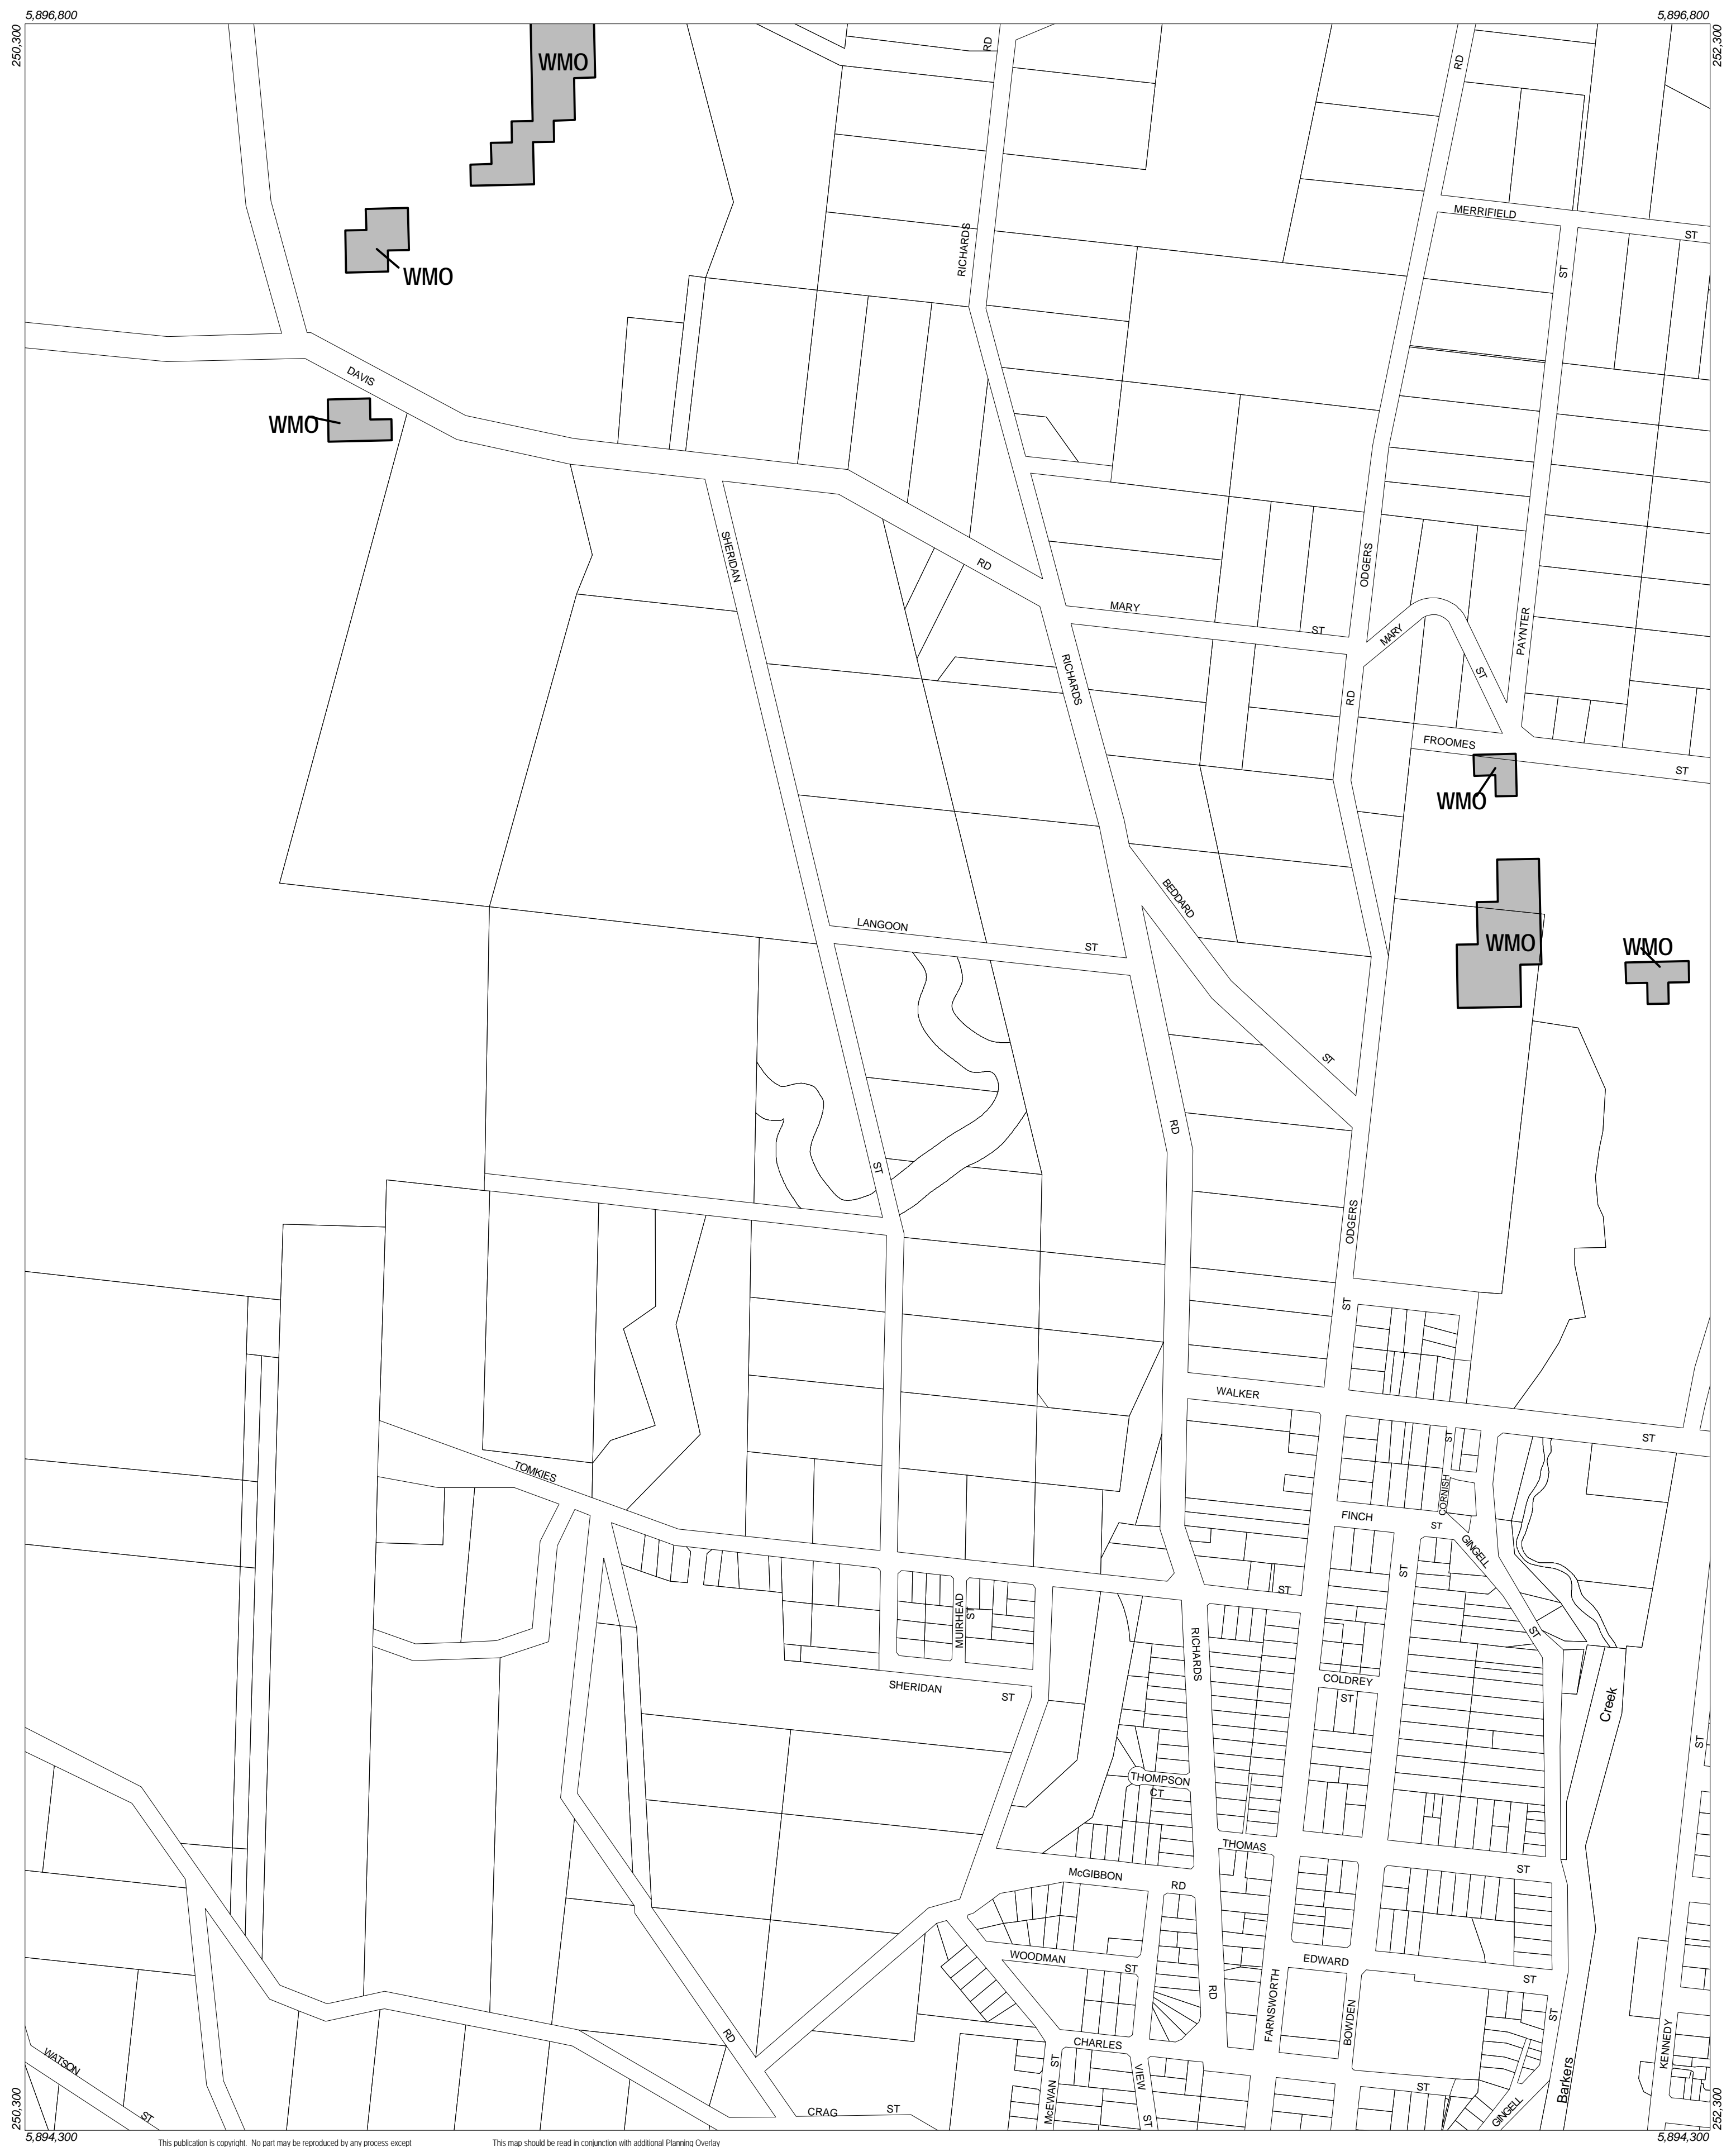 5,896,800
5,896,800
250,300
252,300
WMO
RD
RD
MERRIFIELD
ST
RICHARDS
ST
WMO
DAVIS
WMO
SHERIDAN
RD
ODGERS
MARY
ST
MARY
PAYNTER
RICHARDS
ST
RD
FROOMES
ST
WMO
BEDDARD
LANGOON
ST
WMO
WMO
ST
RD
ST
ODGERS
ST
WALKER
ST
ST
TOMKIES
CORNISH
FINCH
ST
GINGELL
ST
ST
MUIRHEAD
ST
RICHARDS
ST
COLDREY
ST
SHERIDAN
ST
Creek
ST
THOMPSON
CT
THOMAS
ST
McGIBBON
RD
WOODMAN
ST
EDWARD
ST
RD
FARNSWORTH
BOWDEN
ST
RD
CHARLES
KENNEDY
WATSON
ST
ST
VIEW
ST
Barkers
McEWAN
CRAG
ST
ST
GINGELL
ST
250,300
252,300
5,894,300
5,894,300
This publication is copyright. No part may be reproduced by any process except
This map should be read in conjunction with additional Planning Overlay